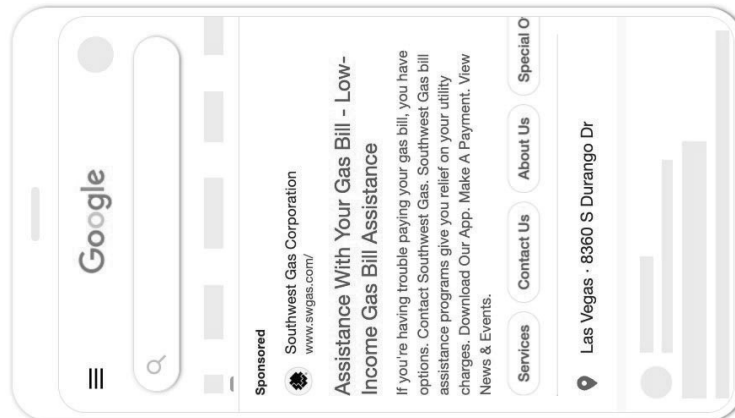 Google
Sponsored
Southwest Gas Corporation
www.swgas.com/
Assistance With Your Gas Bill - Low-
Income Gas Bill Assistance
If you're having trouble paying your gas bill, you have
options. Contact Southwest Gas. Southwest Gas bill
assistance programs give you relief on your utility
charges. Download Our App. Make A Payment. View
News & Events.
Services Contact Us About Us Special O
Las Vegas · 8360 S Durango Dr